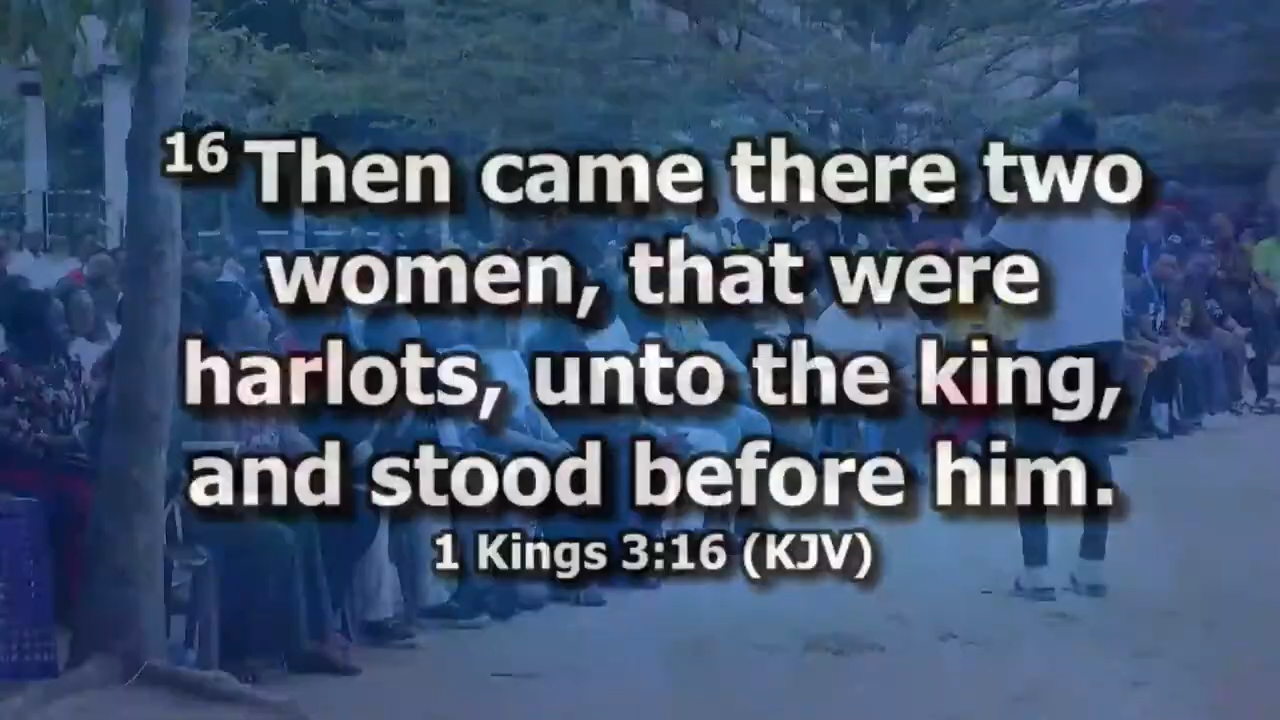 16 Then came there two
women, that were
harlots, unto the king,
and stood before him.
1 Kings 3:16 (KJV)